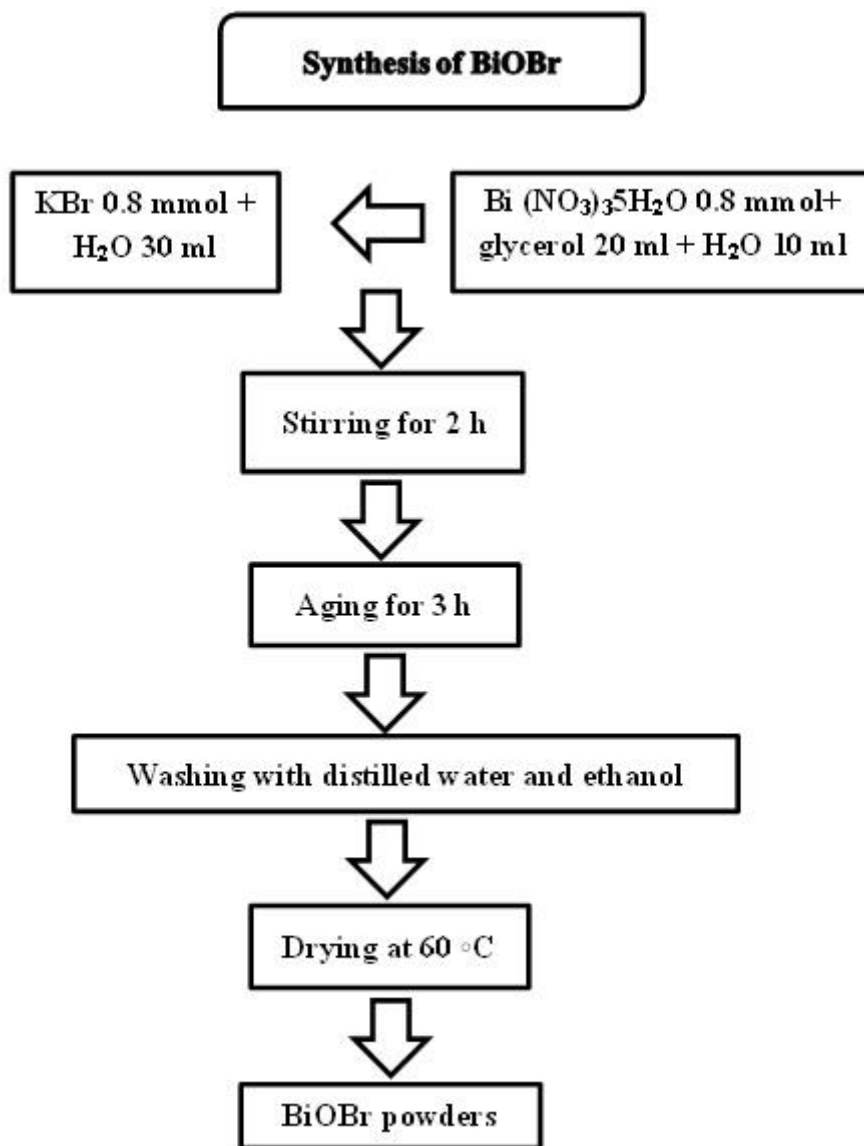 Synthesis of BiOBr
KBr 0.8 mmol +
H₂O 30 ml
Bi (NO₃)₃5H₂O 0.8 mmol+
glycerol 20 ml + H₂O 10 ml
Stirring for 2 h
Aging for 3 h
Washing with distilled water and ethanol
Drying at 60 ◦C
BiOBr powders